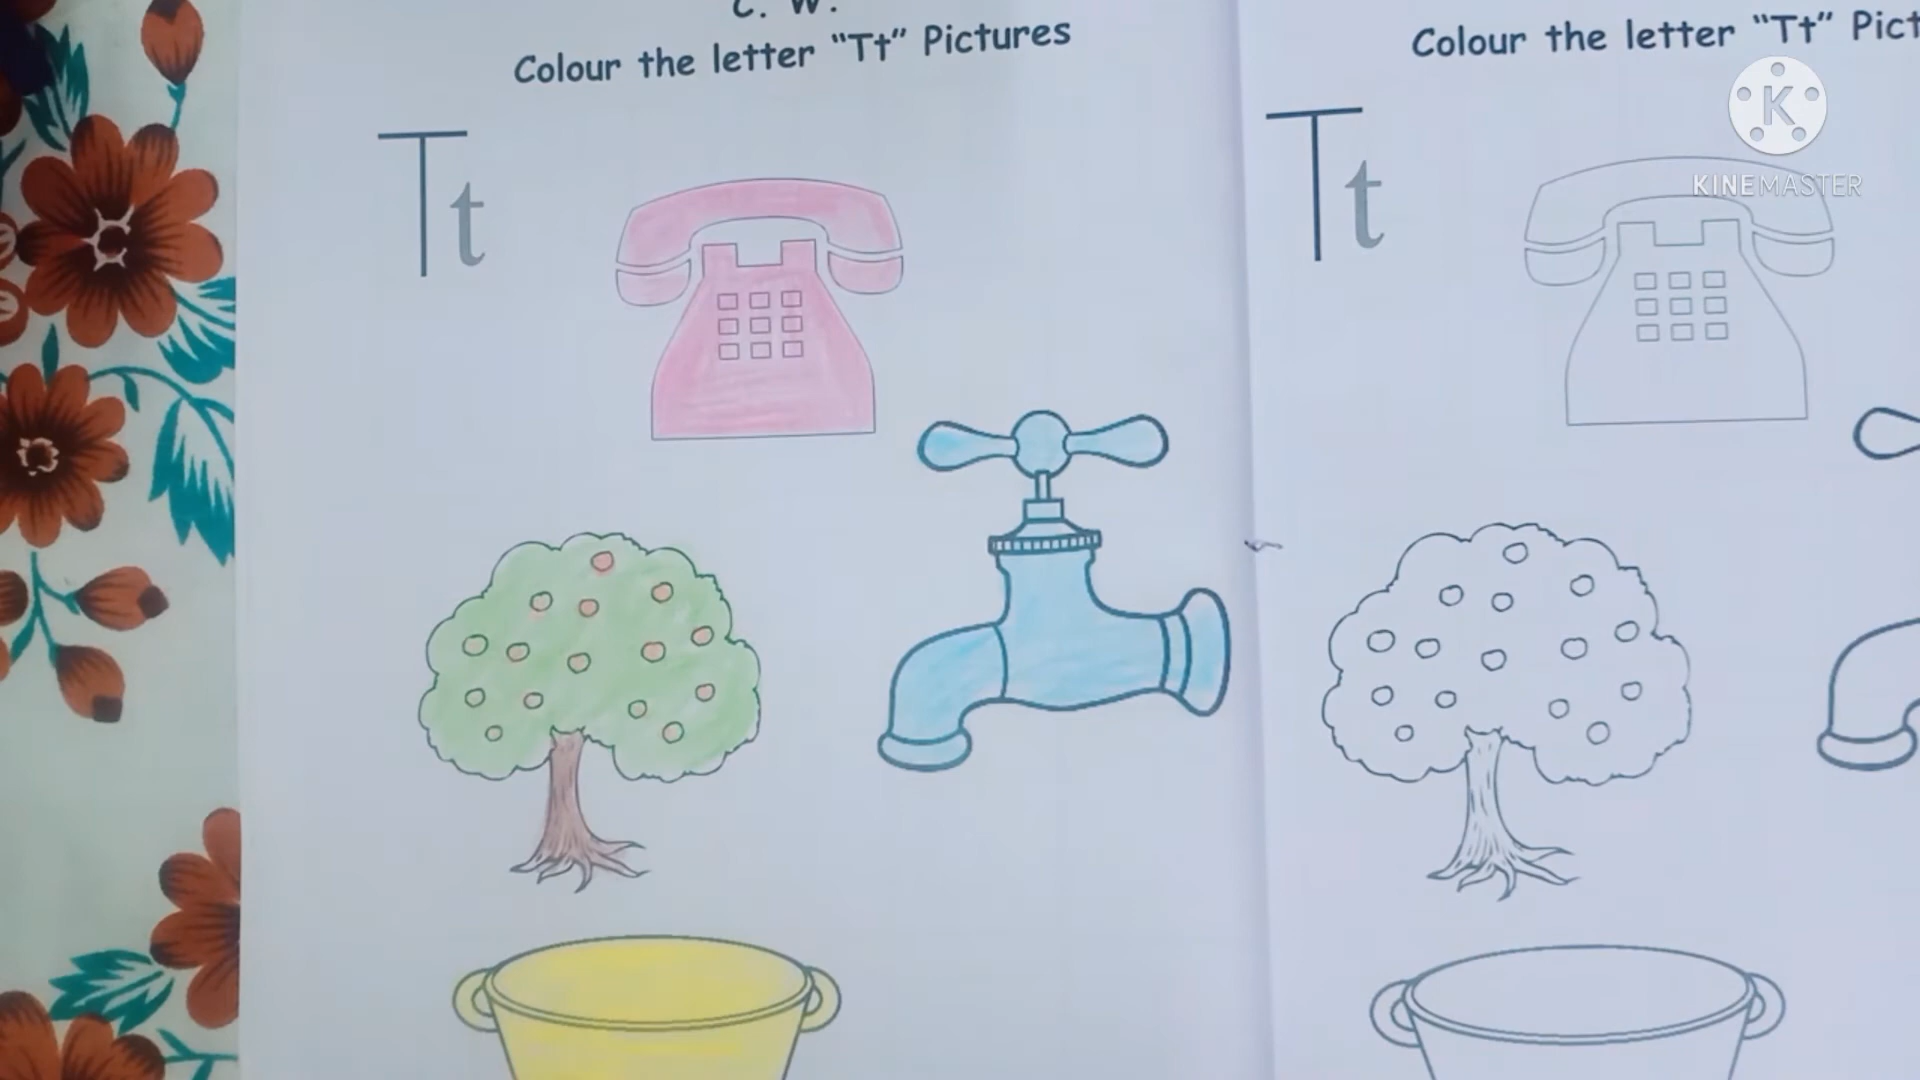 C. W.
Colour the letter "Tt" Pictures
Tt
Colour the letter "Tt" Pict
Tt
K
KINEMASTER